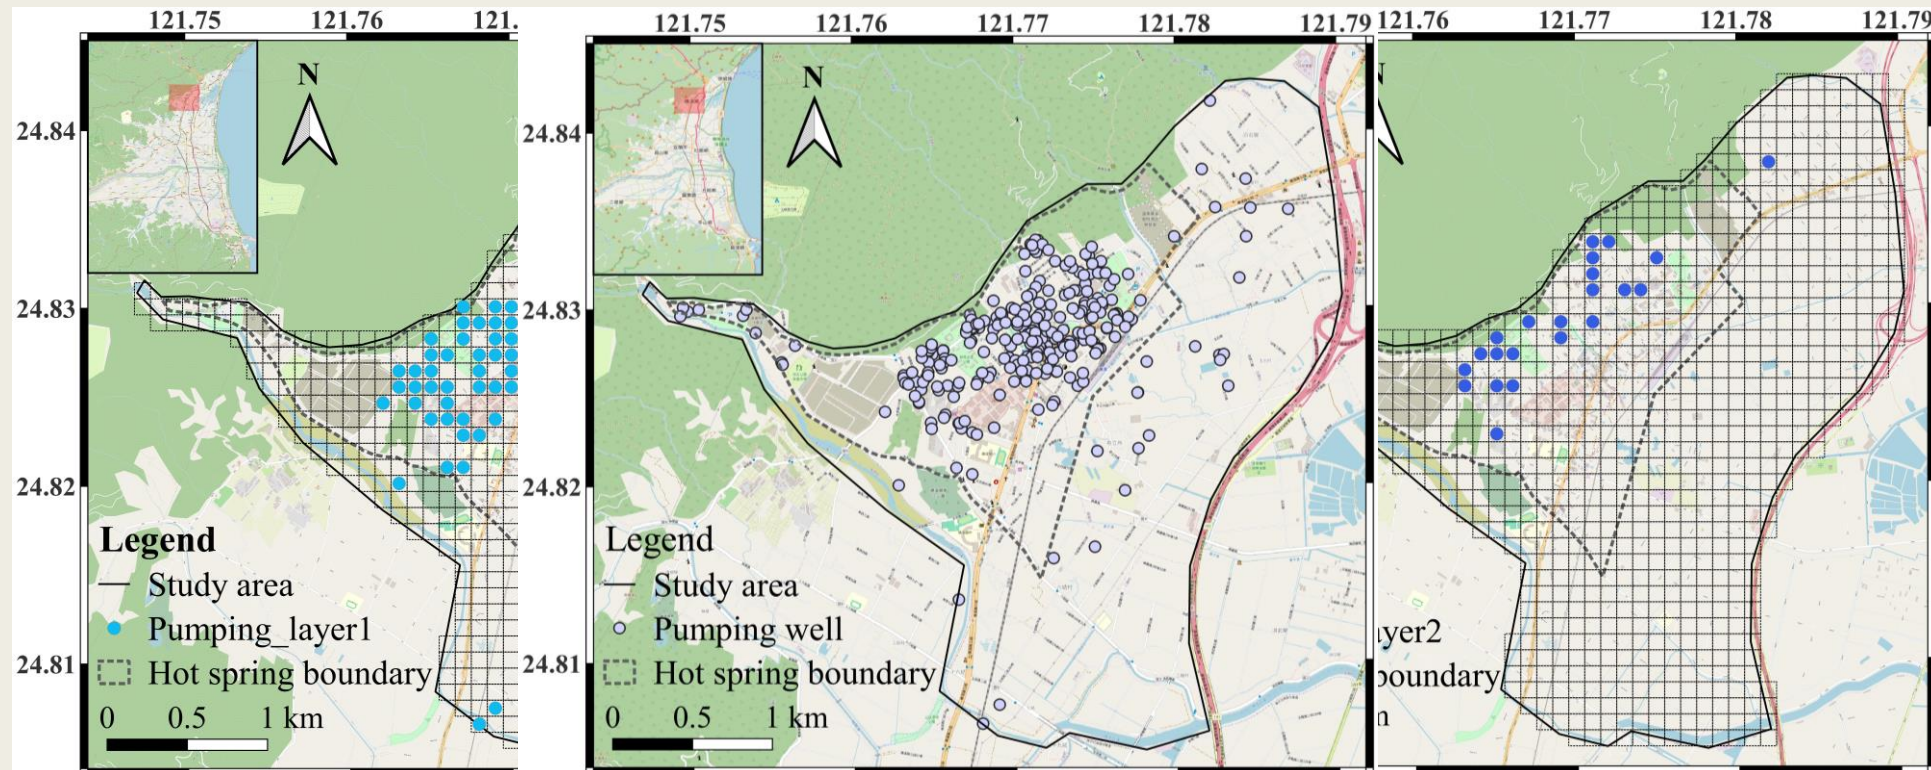 121.75 121.76 121.
N
24.84
24.83
24.82
24.81
Legend
Study area
Pumping_layer1
Hot spring boundary
0 0.5 1 km
121.75 121.76 121.77 121.78 121.79
N
24.84
24.83
24.82
24.81
Legend
Study area
Pumping well
Hot spring boundary
0 0.5 1 km
121.76 121.77 121.78 121.79
ayer2
boundary